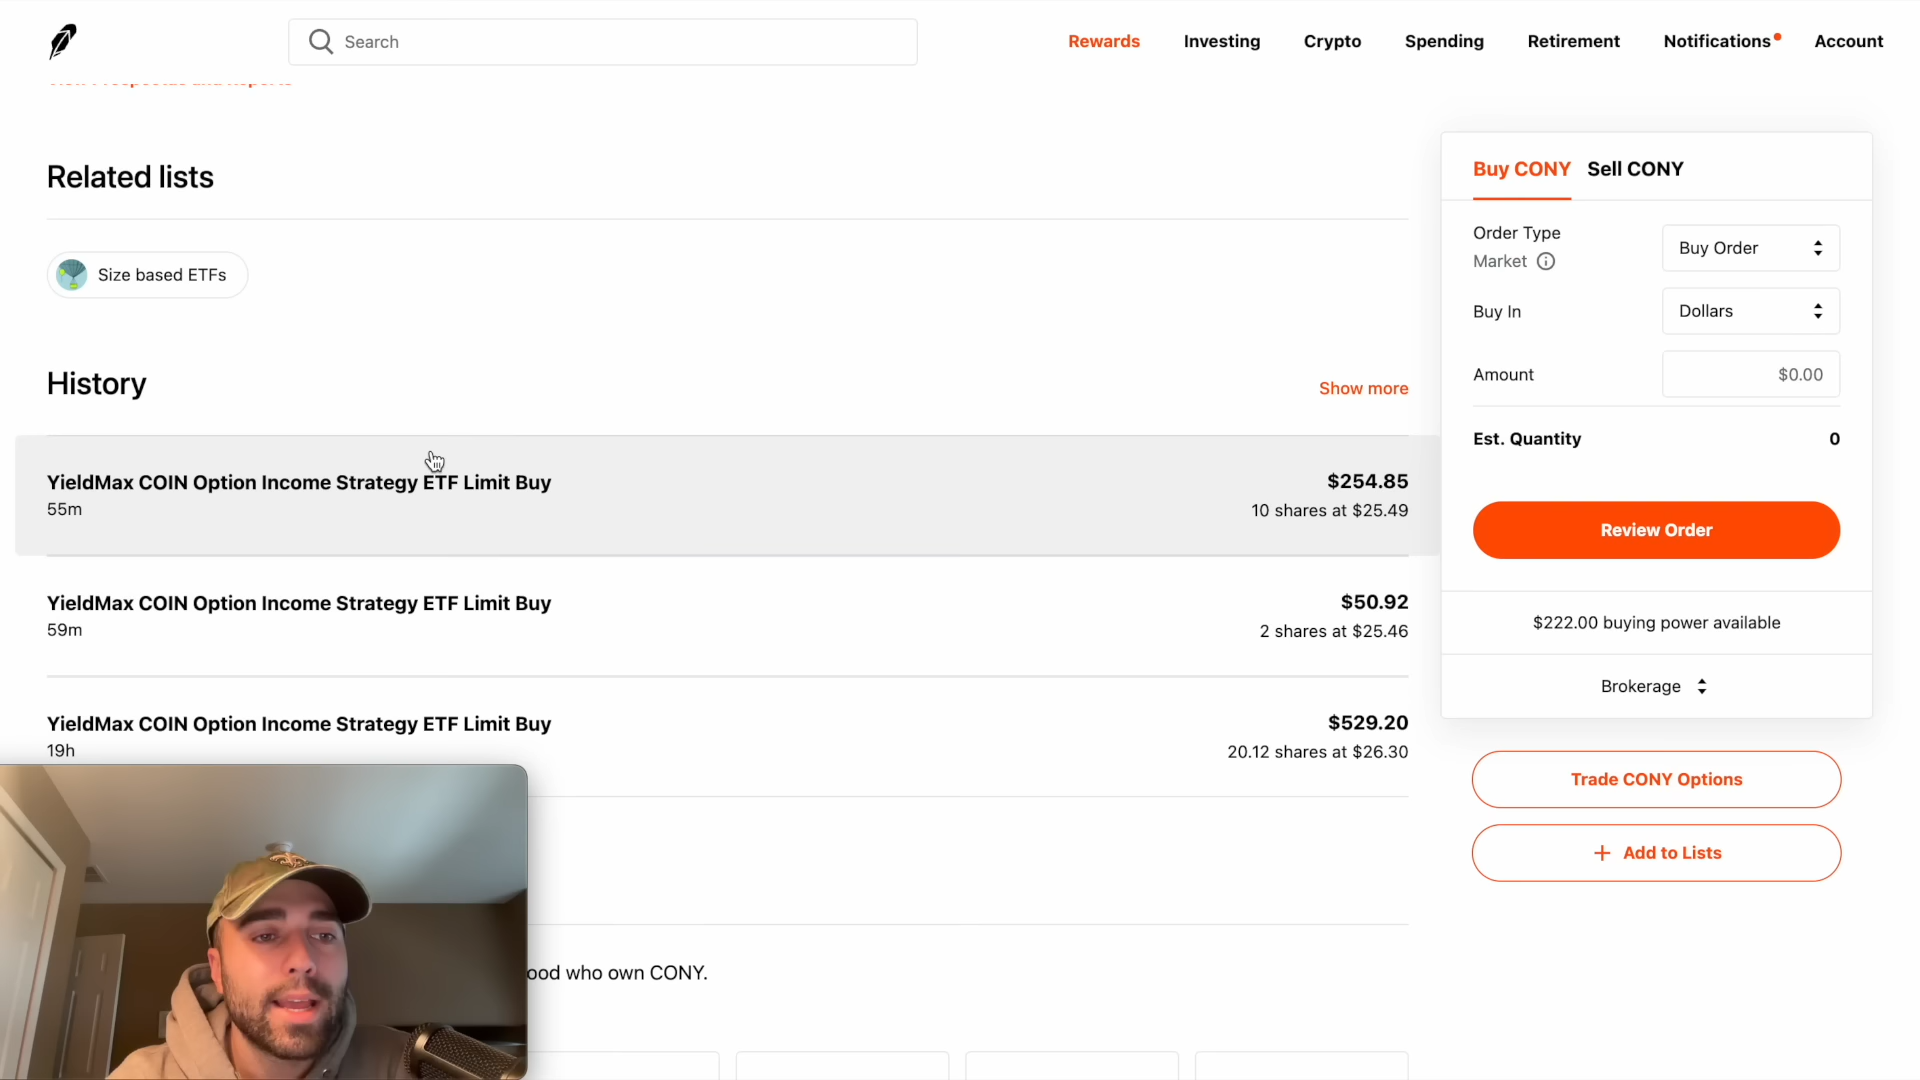 Search
Rewards
Investing
Crypto
Spending
Retirement
Notifications
Account
Related lists
Size based ETFs
History
Show more
YieldMax COIN Option Income Strategy ETF Limit Buy
55m
$254.85
10 shares at $25.49
YieldMax COIN Option Income Strategy ETF Limit Buy
59m
$50.92
2 shares at $25.46
YieldMax COIN Option Income Strategy ETF Limit Buy
19h
$529.20
20.12 shares at $26.30
ood who own CONY.
Buy CONY
Sell CONY
Order Type
Market
Buy Order
Buy In
Dollars
Amount
$0.00
Est. Quantity
0
Review Order
$222.00 buying power available
Brokerage
Trade CONY Options
+ Add to Lists